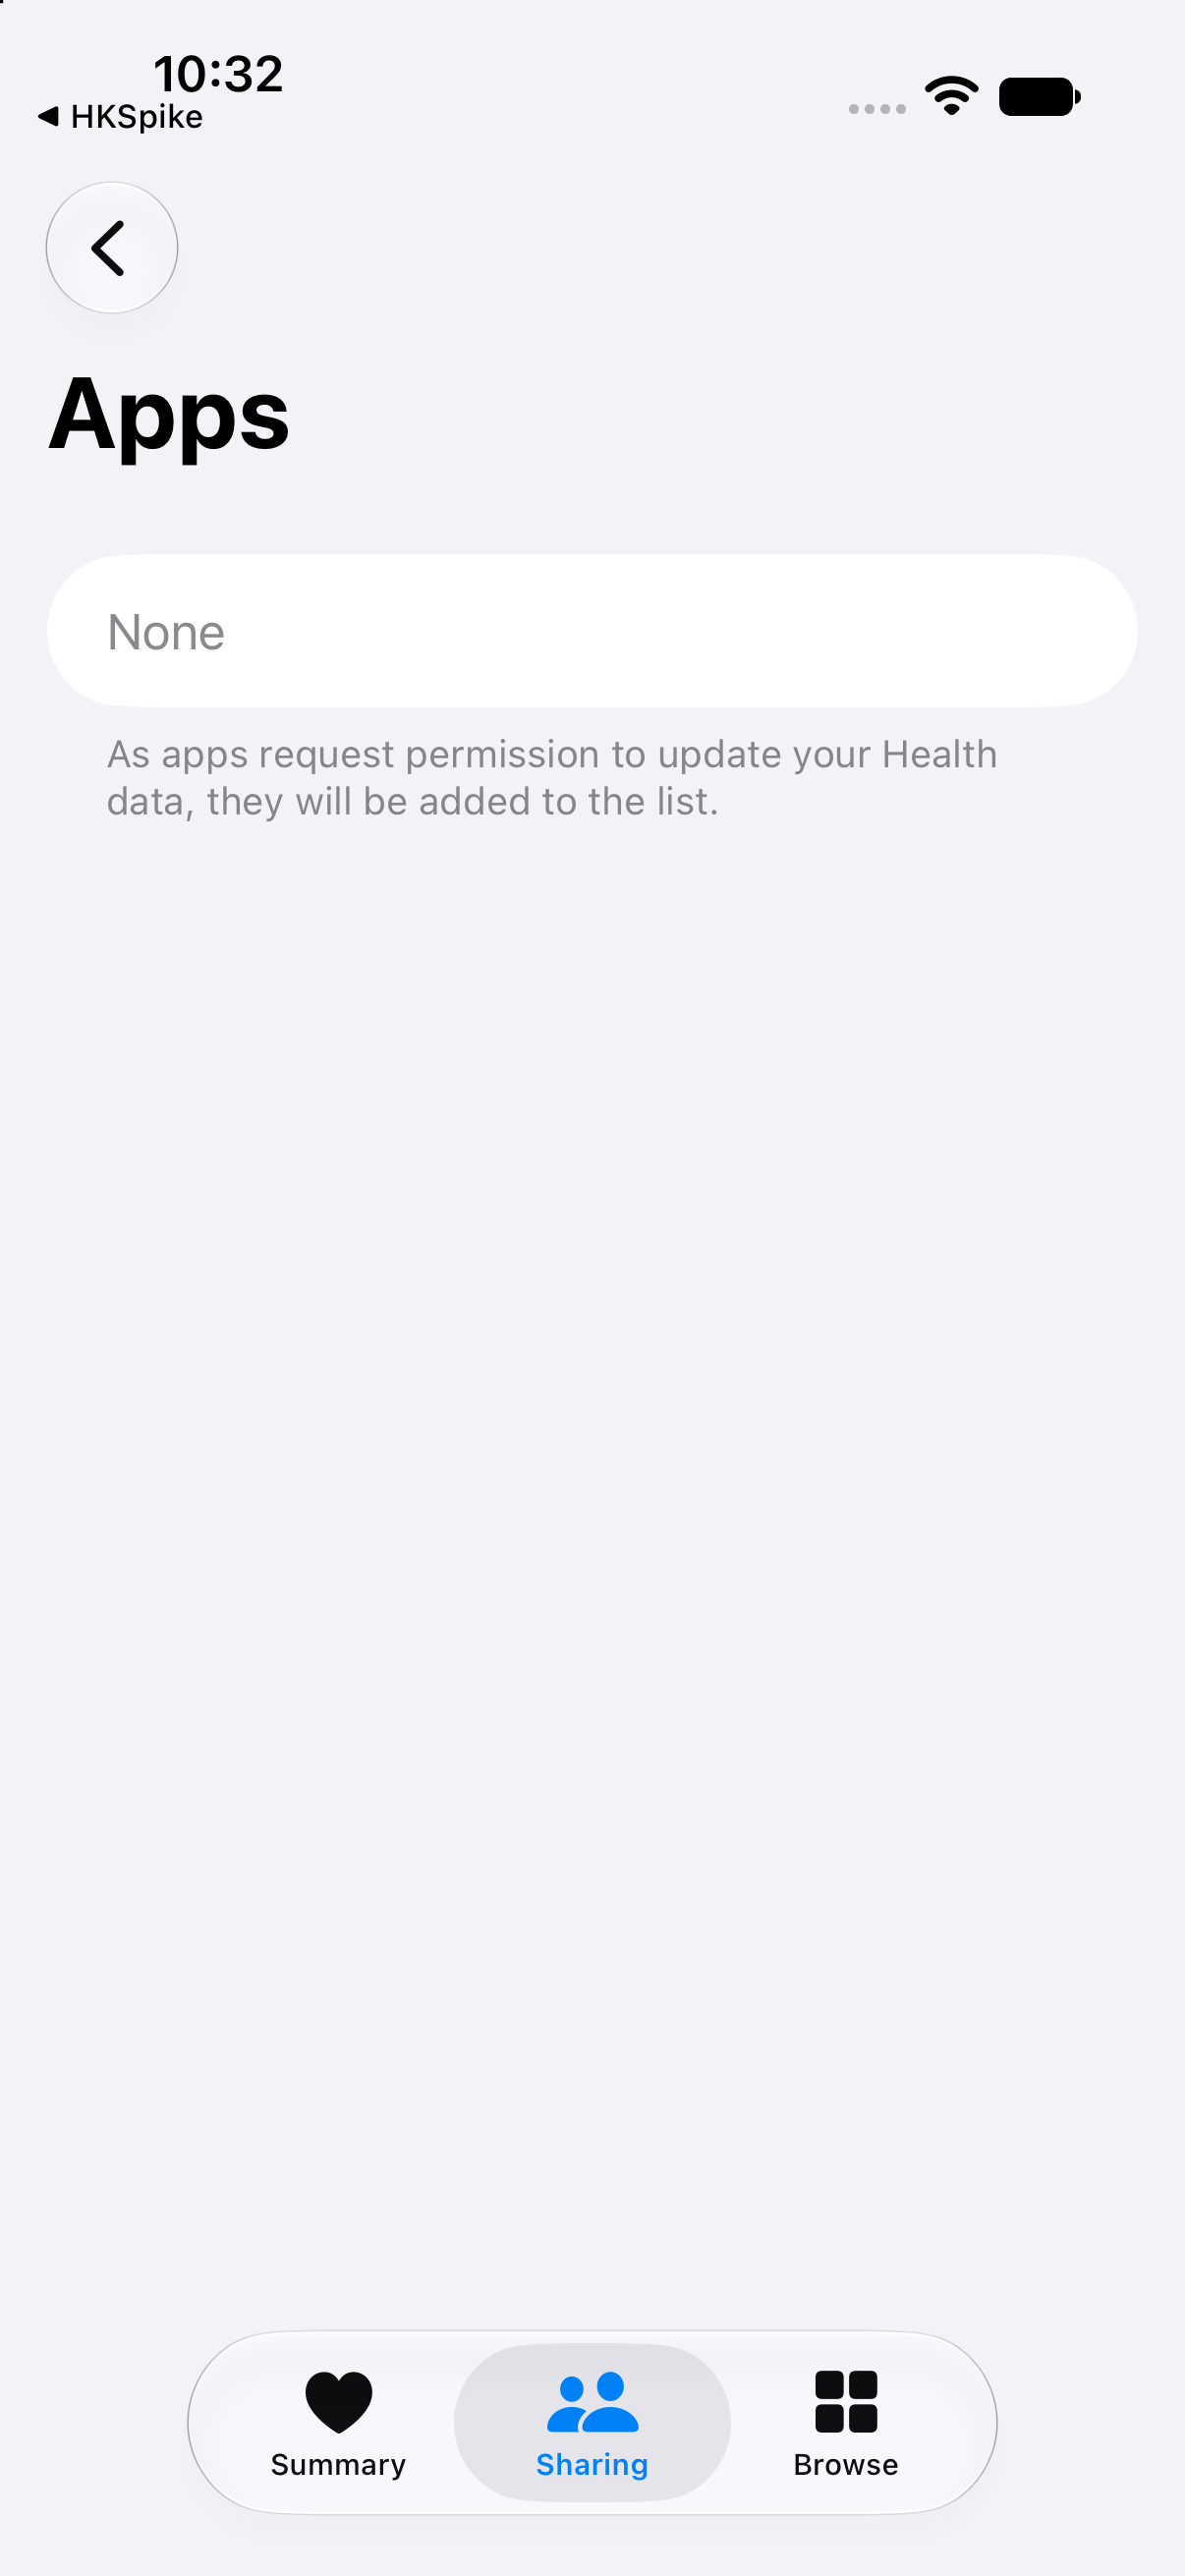 10:32
HKSpike
Apps
None
As apps request permission to update your Health
data, they will be added to the list.
Summary
Sharing
Browse